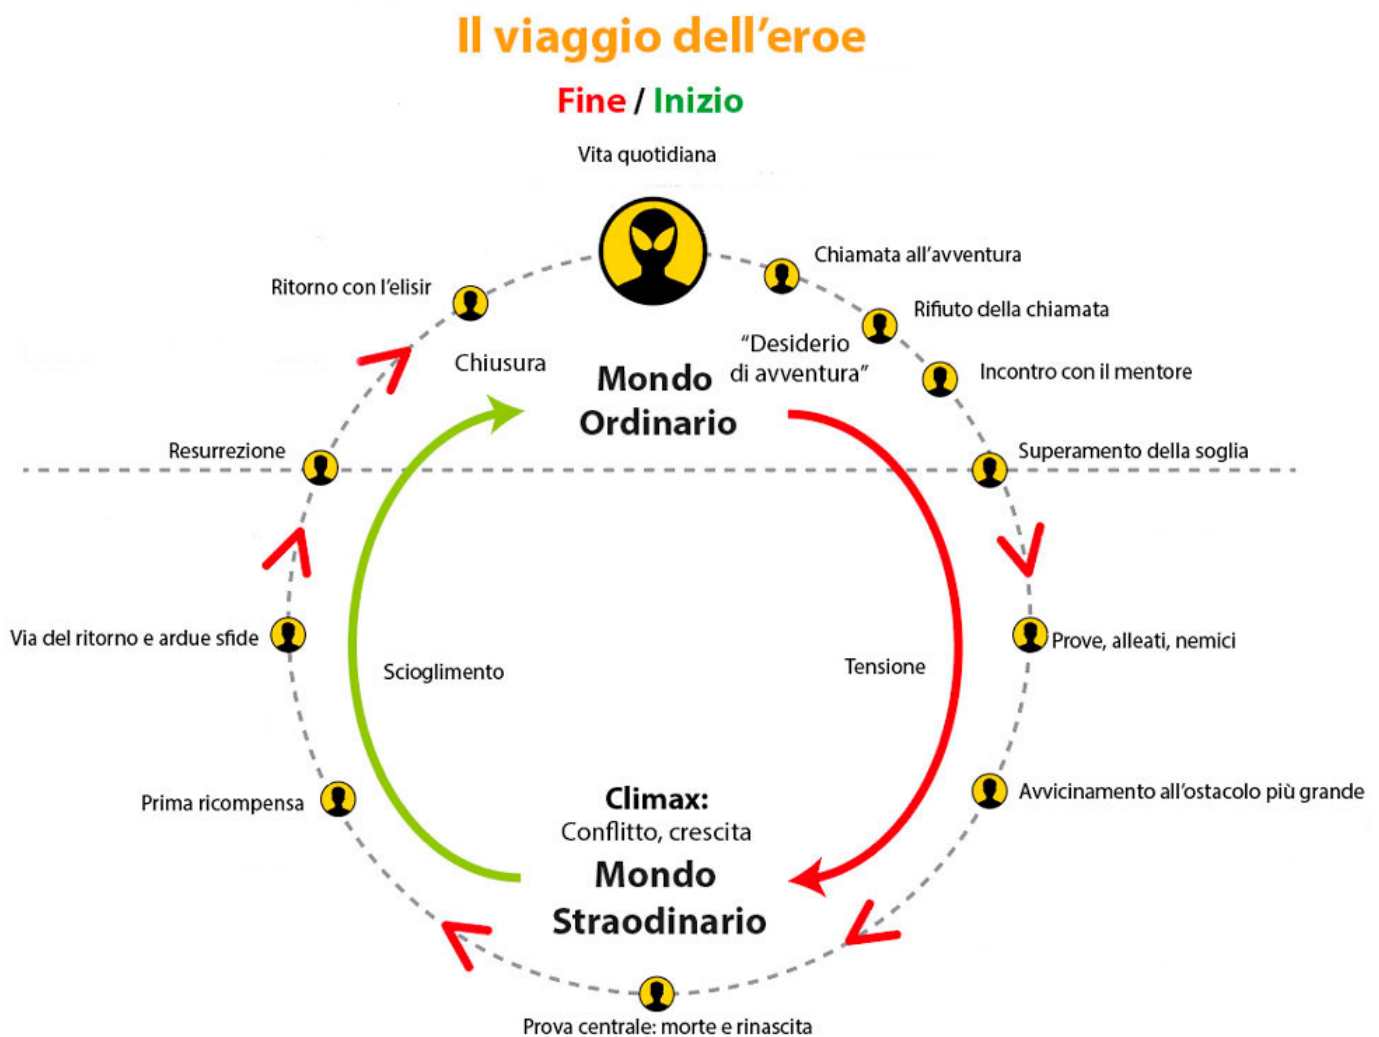 Il viaggio dell'eroe
Fine / Inizio
Vita quotidiana
Chiamata all'avventura
Rifiuto della chiamata
Incontro con il mentore
Superamento della soglia
Prove, alleati, nemici
Avvicinamento all'ostacolo più grande
Prova centrale: morte e rinascita
Prima ricompensa
Via del ritorno e ardue sfide
Resurrezione
Ritorno con l'elisir
Chiusura
Mondo
Ordinario
"Desiderio
di avventura"
Tensione
Scioglimento
Climax:
Conflitto, crescita
Mondo
Straodinario